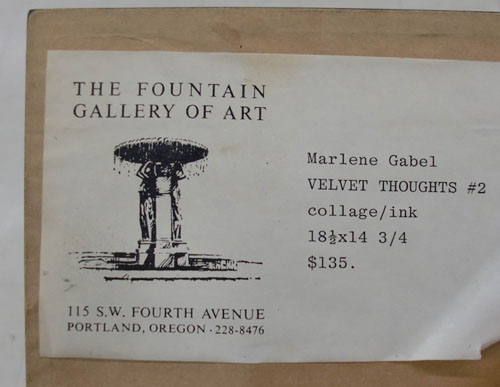 THE FOUNTAIN
GALLERY OF ART
115 S.W. FOURTH AVENUE
PORTLAND, OREGON · 228-8476
Marlene Gabel
VELVET THOUGHTS #2
collage/ink
18½x14 3/4
$135.